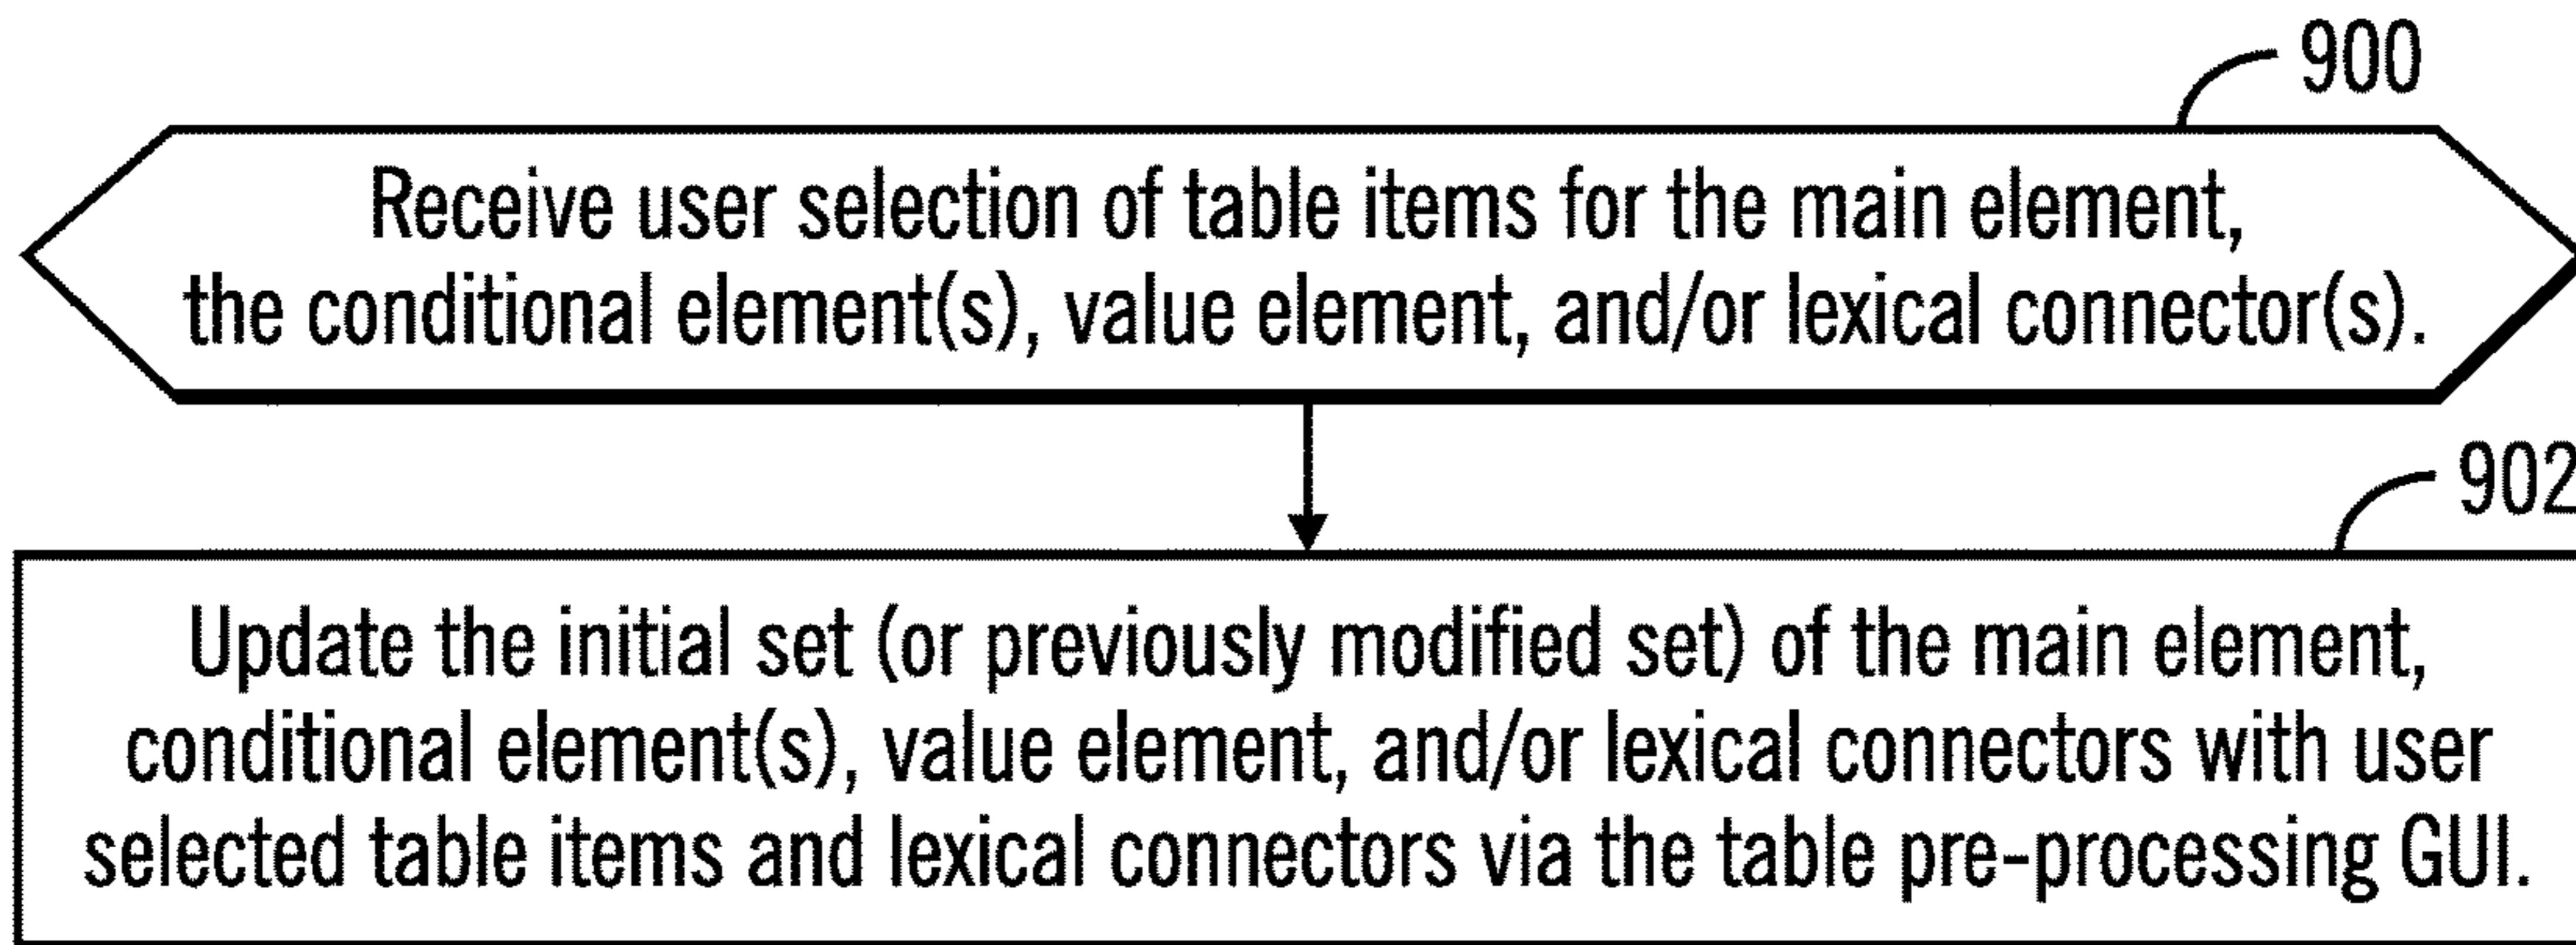 900
Receive user selection of table items for the main element,
the conditional element(s), value element, and/or lexical connector(s).
902
Update the initial set (or previously modified set) of the main element,
conditional element(s), value element, and/or lexical connectors with user
selected table items and lexical connectors via the table pre-processing GUI.